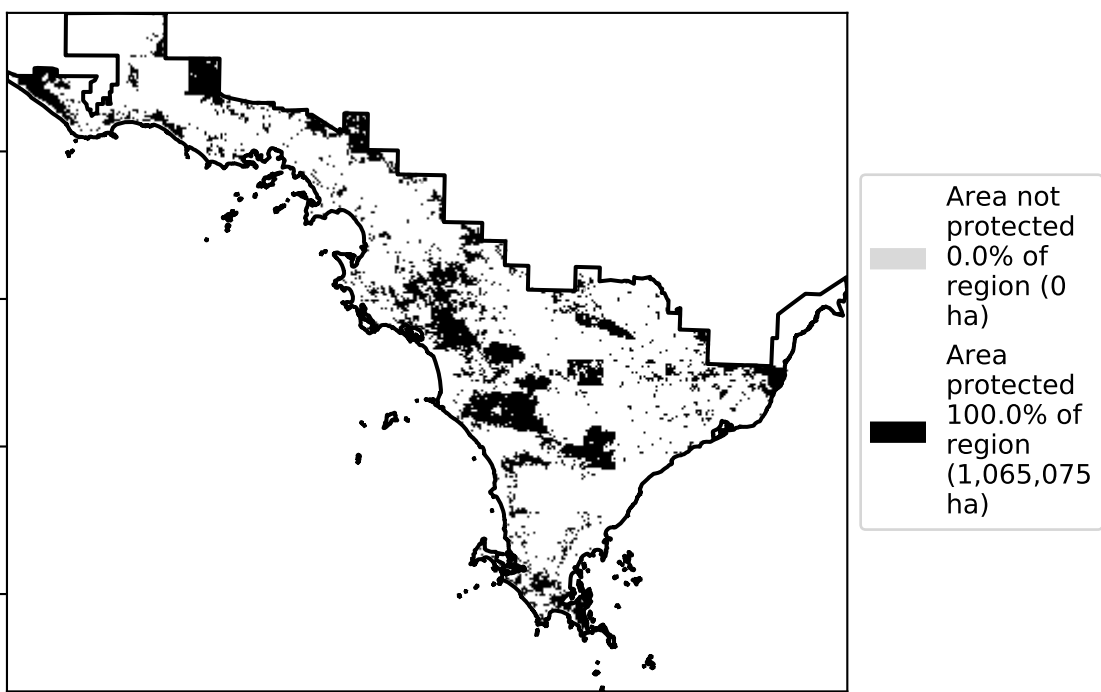 Area not
protected
0.0% of
region (0
ha)
Area
protected
100.0% of
region
(1,065,075
ha)